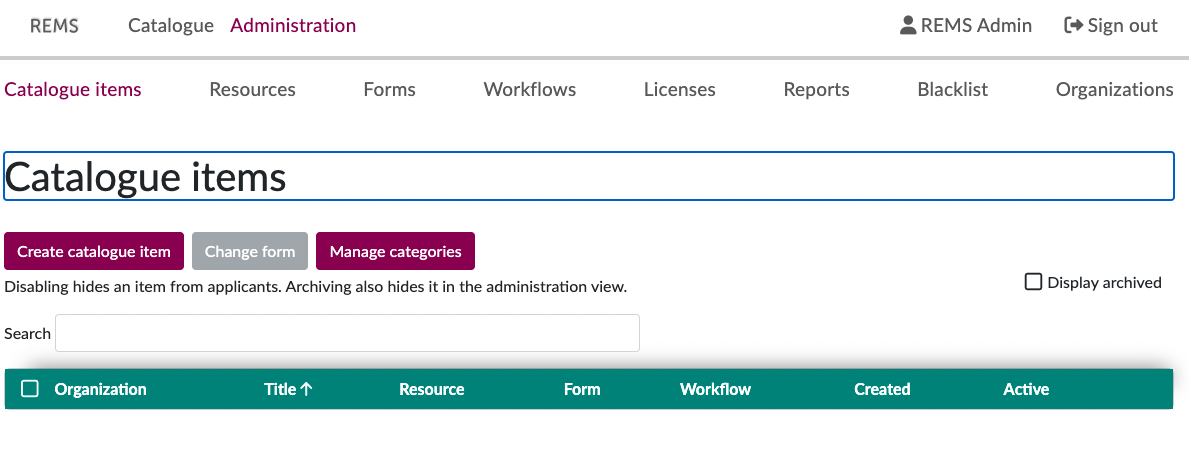 REMS Catalogue Administration REMS Admin Sign out
Catalogue items Resources Forms Workflows Licenses Reports Blacklist Organizations
Catalogue items
Create catalogue item Change form Manage categories
Disabling hides an item from applicants. Archiving also hides it in the administration view.
Display archived
Search
Organization Title Resource Form Workflow Created Active